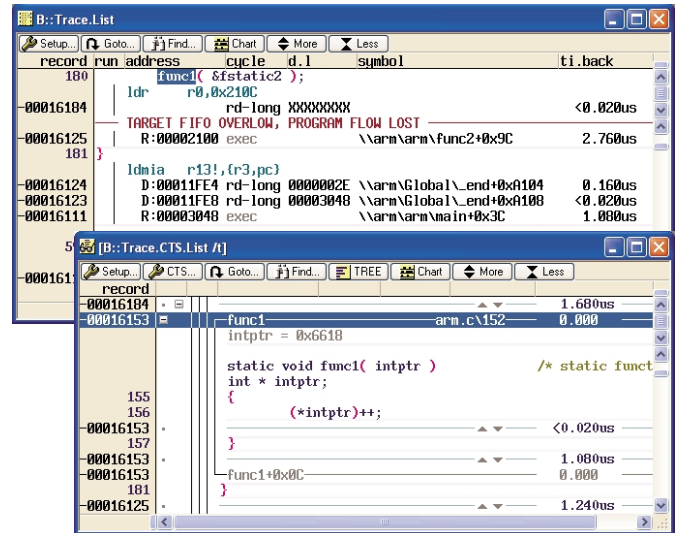 B::Trace.List
Setup... Goto... Find... Chart More Less
record run address cycle d.l symbol ti.back
180 func1( &fstatic2 );
ldr r0,0x210C
-00016184 rd-long XXXXXXXX <0.020us
TARGET FIFO OVERLOW, PROGRAM FLOW LOST
-00016125 R:00002100 exec \\arm\arm\func2+0x9C 2.760us
181 }
ldmia r13!,{r3,pc}
-00016124 D:00011FE4 rd-long 0000002E \\arm\Global\_end+0xA104 0.160us
-00016123 D:00011FE8 rd-long 00003048 \\arm\Global\_end+0xA108 <0.020us
-00016111 R:00003048 exec \\arm\arm\main+0x3C 1.080us
[B::Trace.CTS.List /t]
Setup... CTS... Goto... Find... TREE Chart More Less
record
-00016184 1.680us
-00016153 func1 arm.c\152 0.000
intptr = 0x6618
static void func1( intptr ) /* static funct
int * intptr;
155 {
156 (*intptr)++;
-00016153 <0.020us
157 }
-00016153 1.080us
-00016153 func1+0x0C 0.000
181 }
-00016125 1.240us